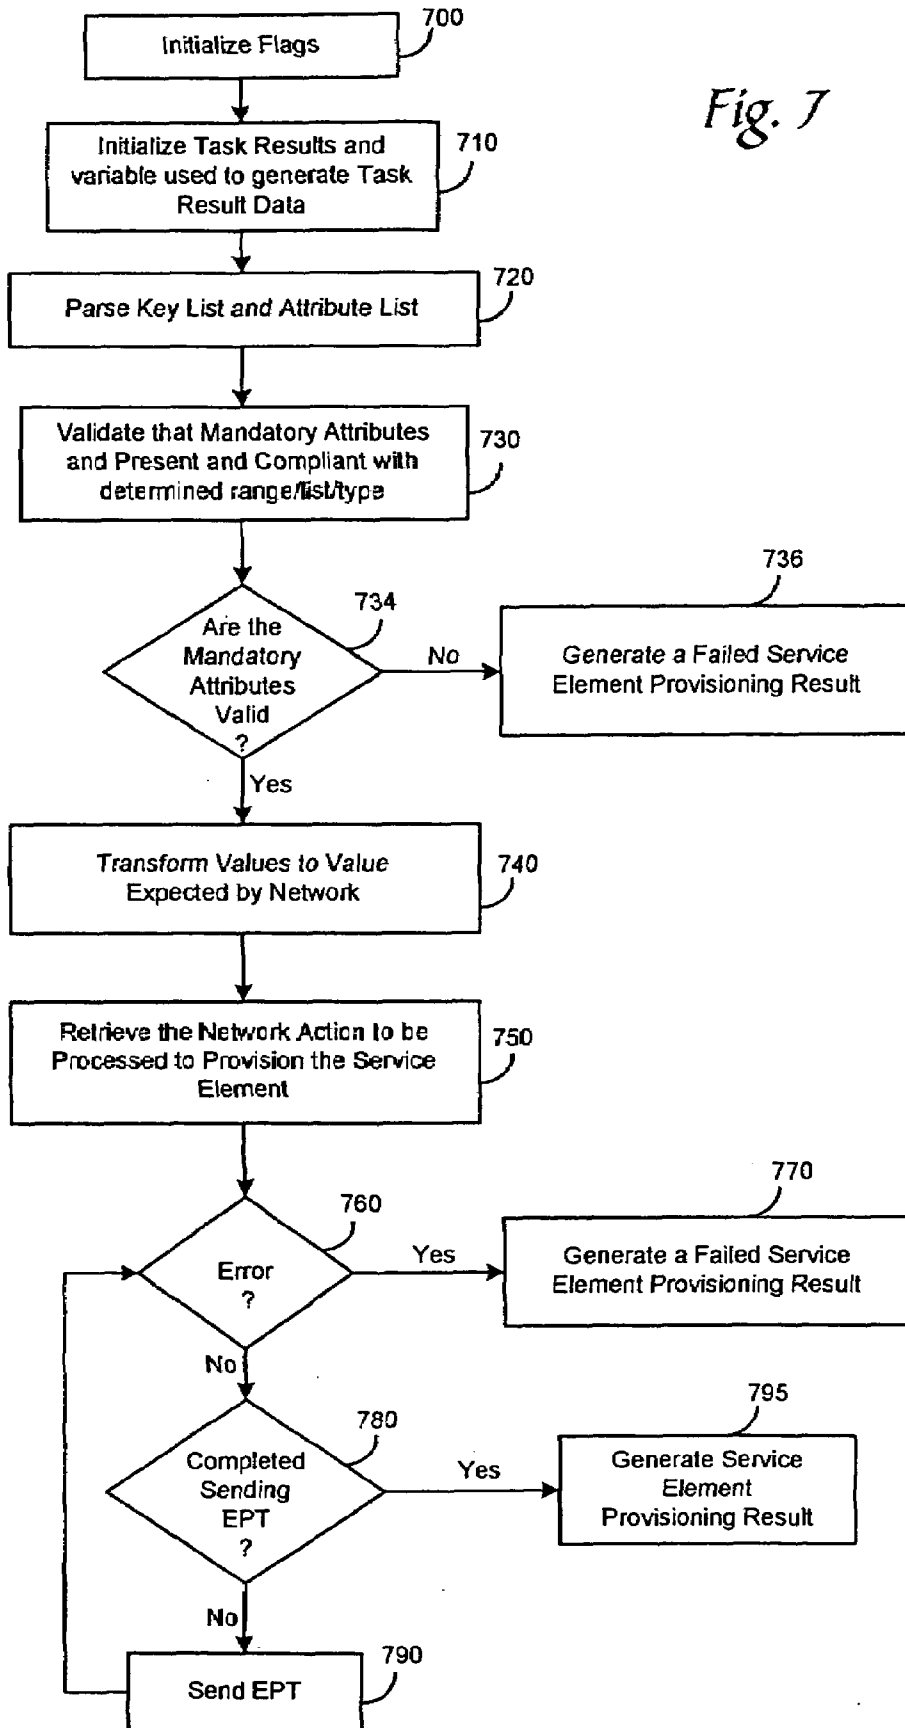 700
Initialize Flags
Fig. 7
Initialize Task Results and
variable used to generate Task
Result Data
710
720
Parse Key List and Attribute List
Validate that Mandatory Attributes
and Present and Compliant with
determined range/list/type
730
736
734
Are the
Mandatory
Attributes
Valid
?
No
Generate a Failed Service
Element Provisioning Result
Yes
Transform Values to Value
Expected by Network
740
Retrieve the Network Action to be
Processed to Provision the Service
Element
750
770
760
Error
?
Yes
Generate a Failed Service
Element Provisioning Result
No
795
780
Completed
Sending
EPT
?
Yes
Generate Service
Element
Provisioning Result
No
790
Send EPT